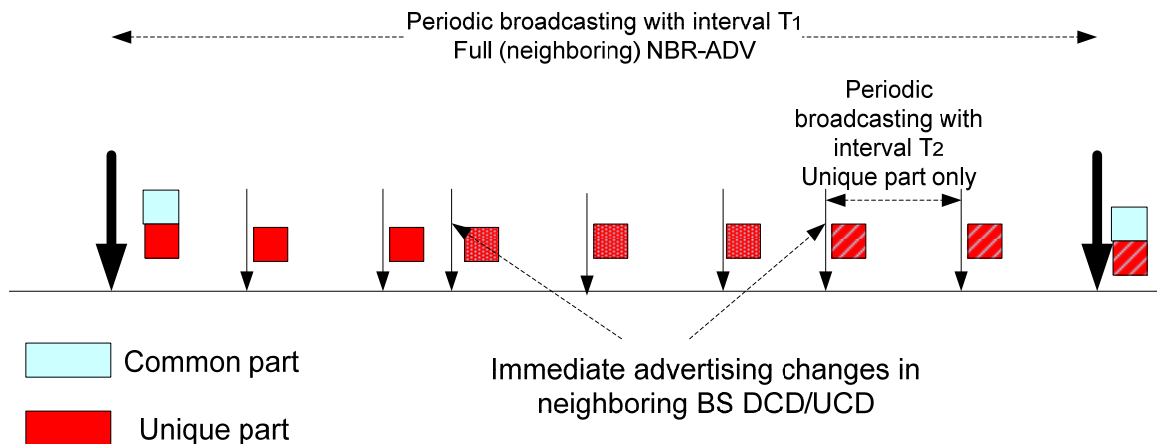 Periodic broadcasting with interval T1
Full (neighboring) NBR-ADV
Periodic
broadcasting with
interval T2
Unique part only
Common part
Unique part
Immediate advertising changes in
neighboring BS DCD/UCD